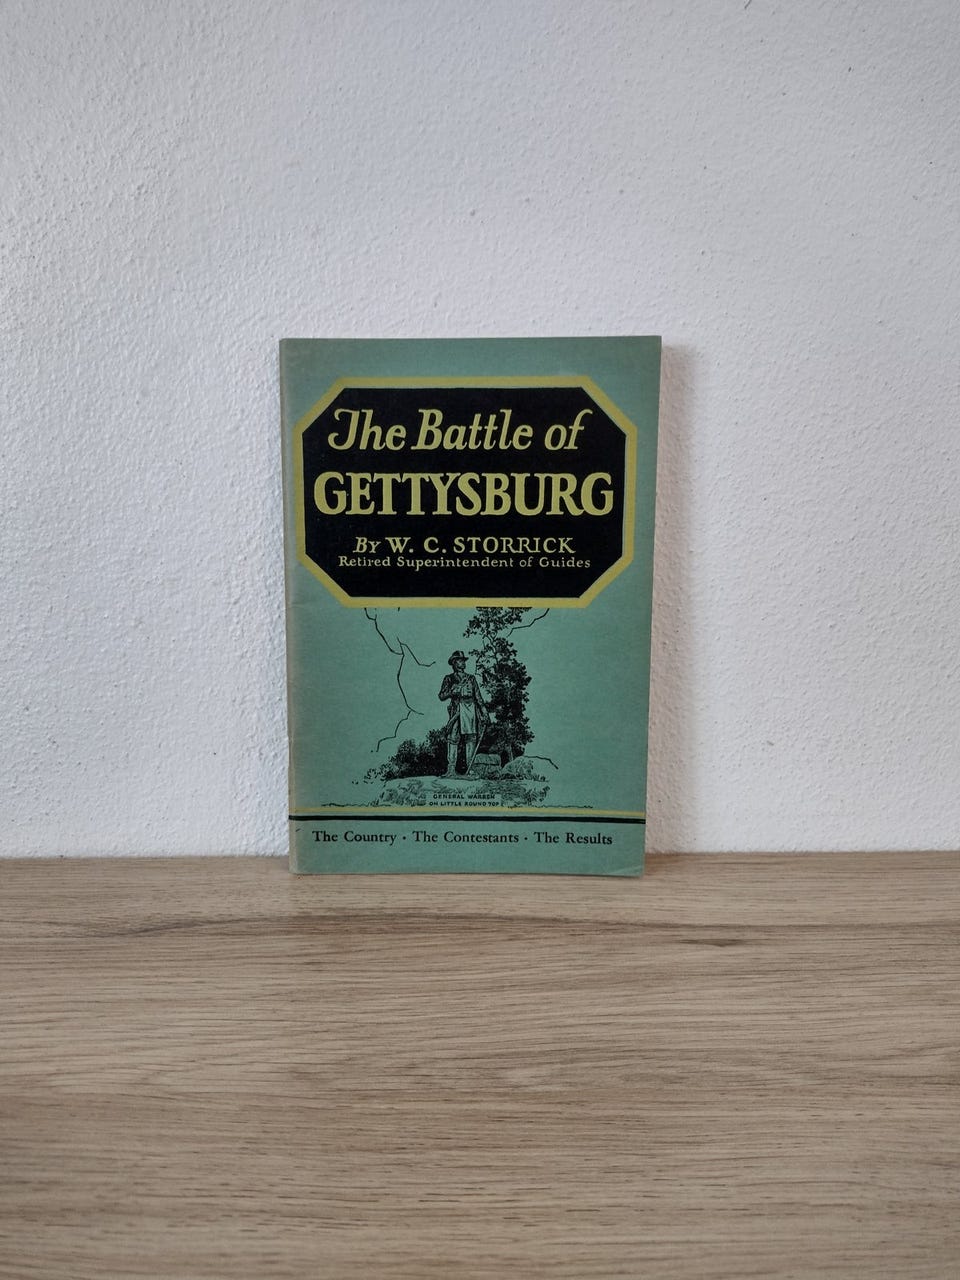 The Battle of
GETTYSBURG
By W. C. STORRICK
Retired Superintendent of Guides
GENERAL WARREN
ON LITTLE ROUND TOP
The Country · The Contestants · The Results